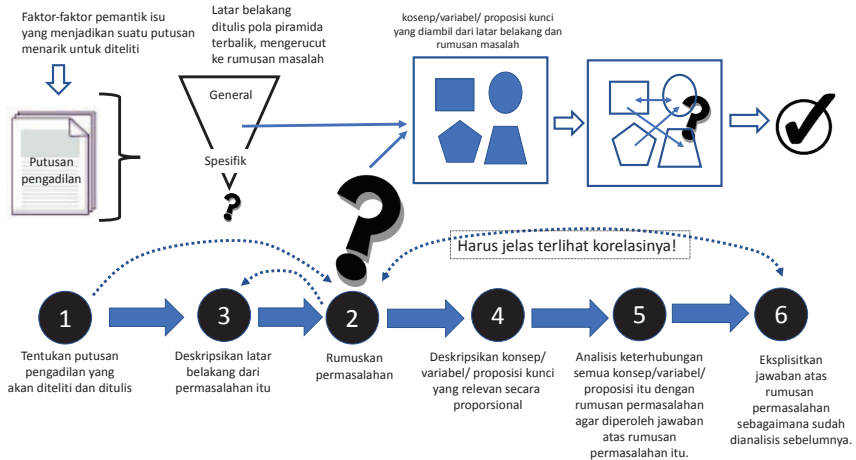 Faktor-faktor pemantik isu
yang menjadikan suatu putusan
menarik untuk diteliti
Latar belakang
ditulis pola piramida
terbalik, mengerucut
ke rumusan masalah
kosenp/variabel/ proposisi kunci
yang diambil dari latar belakang dan
rumusan masalah
Putusan
pengadilan
General
Spesifik
?
?
?
Harus jelas terlihat korelasinya!
1
3
2
4
5
6
Tentukan putusan
pengadilan yang
akan diteliti dan ditulis
Deskripsikan latar
belakang dari
permasalahan itu
Rumuskan
permasalahan
Deskripsikan konsep/
variabel/ proposisi kunci
yang relevan secara
proporsional
Analisis keterhubungan
semua konsep/variabel/
proposisi itu dengan
rumusan permasalahan
agar diperoleh jawaban
atas rumusan
permasalahan itu.
Eksplisitkan
jawaban atas
rumusan
permasalahan
sebagaimana sudah
dianalisis sebelumnya.